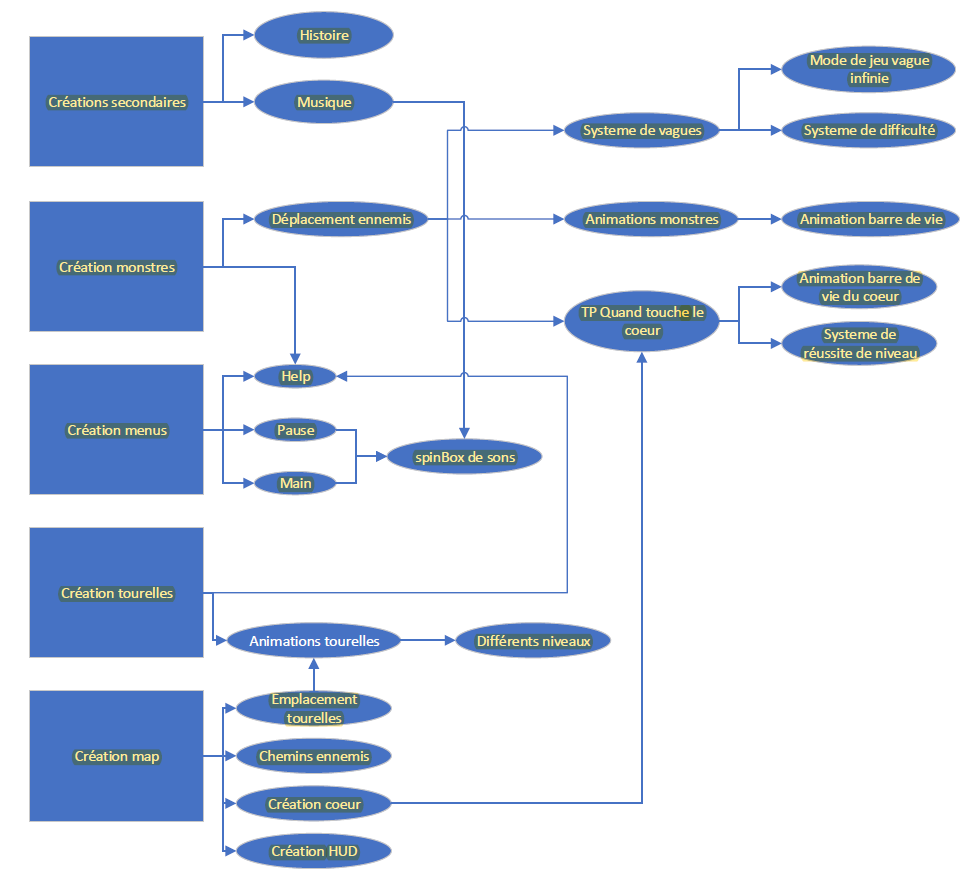 Histoire
Créations secondaires
Musique
Mode de jeu vague
infinie
Systeme de vagues
Systeme de difficulté
Création monstres
Déplacement ennemis
Animations monstres
Animation barre de vie
TP Quand touche le
coeur
Animation barre de
vie du coeur
Systeme de
réussite de niveau
Création menus
Help
Pause
Main
spinBox de sons
Création tourelles
Animations tourelles
Différents niveaux
Création map
Emplacement
tourelles
Chemins ennemis
Création coeur
Création HUD